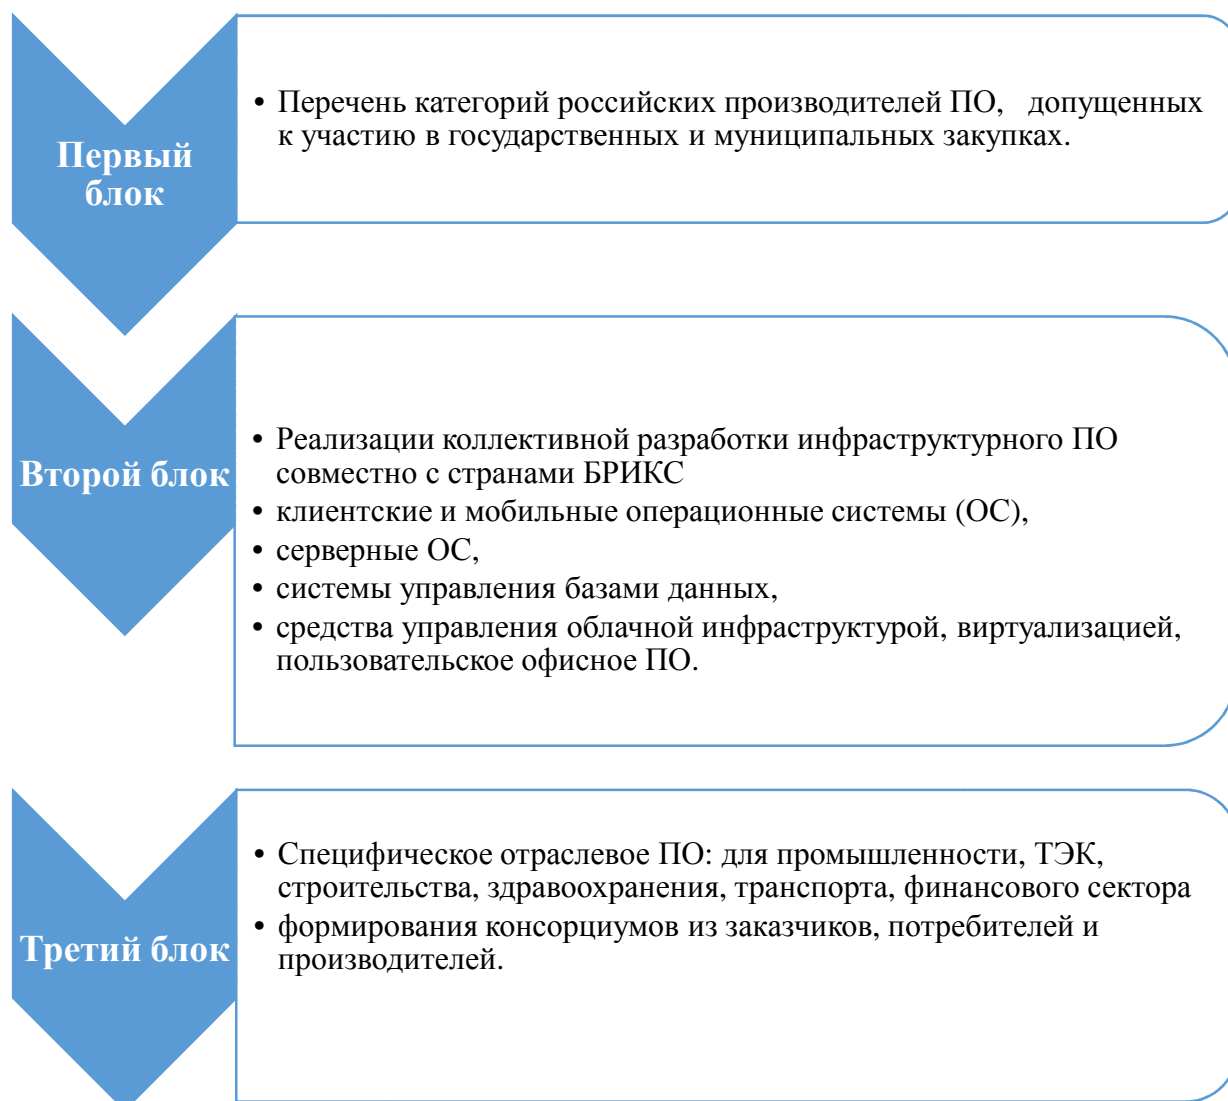 Первый
блок
• Перечень категорий российских производителей ПО, допущенных
к участию в государственных и муниципальных закупках.
Второй блок
• Реализации коллективной разработки инфраструктурного ПО
совместно с странами БРИКС
• клиентские и мобильные операционные системы (ОС),
• серверные ОС,
• системы управления базами данных,
• средства управления облачной инфраструктурой, виртуализацией,
пользовательское офисное ПО.
Третий блок
• Специфическое отраслевое ПО: для промышленности, ТЭК,
строительства, здравоохранения, транспорта, финансового сектора
• формирования консорциумов из заказчиков, потребителей и
производителей.